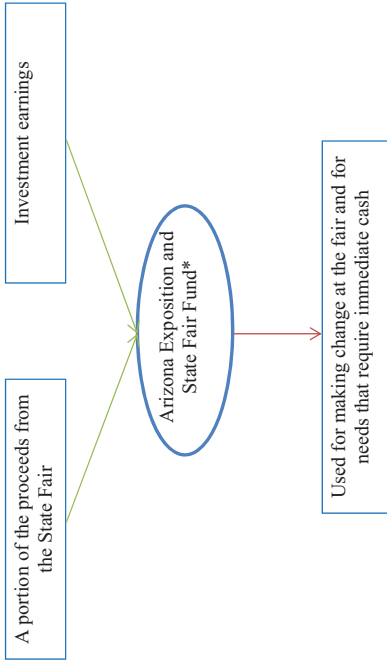 A portion of the proceeds from
the State Fair
Investment earnings
Arizona Exposition and
State Fair Fund*
Used for making change at the fair and for
needs that require immediate cash